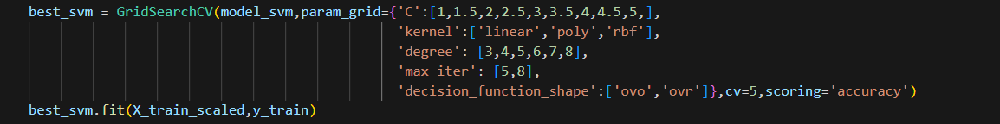 best_svm = GridSearchCV(model_svm,param_grid={'C':[1,1.5,2,2.5,3,3.5,4,4.5,5,],
'kernel':['linear','poly','rbf'],
'degree': [3,4,5,6,7,8],
'max_iter': [5,8],
'decision_function_shape':['ovo','ovr']},cv=5,scoring='accuracy')
best_svm.fit(X_train_scaled,y_train)